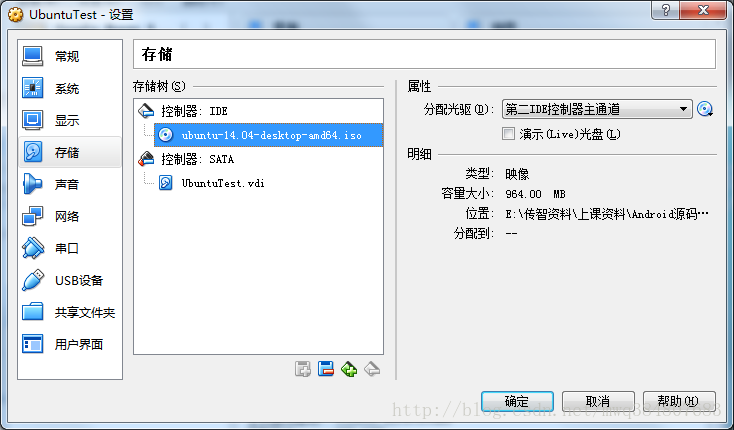 UbuntuTest - 设置
常规
系统
显示
存储
声音
网络
串口
USB设备
共享文件夹
用户界面
存储
存储树(S)
控制器: IDE
ubuntu-14.04-desktop-amd64.iso
控制器: SATA
UbuntuTest.vdi
属性
分配光驱(D): 第二IDE控制器主通道
演示(Live)光盘(L)
明细
类型: 映像
容量大小: 964.00 MB
位置: E:\传智资料\上课资料\Android源码…
分配到: --
确定 取消 帮助(H)